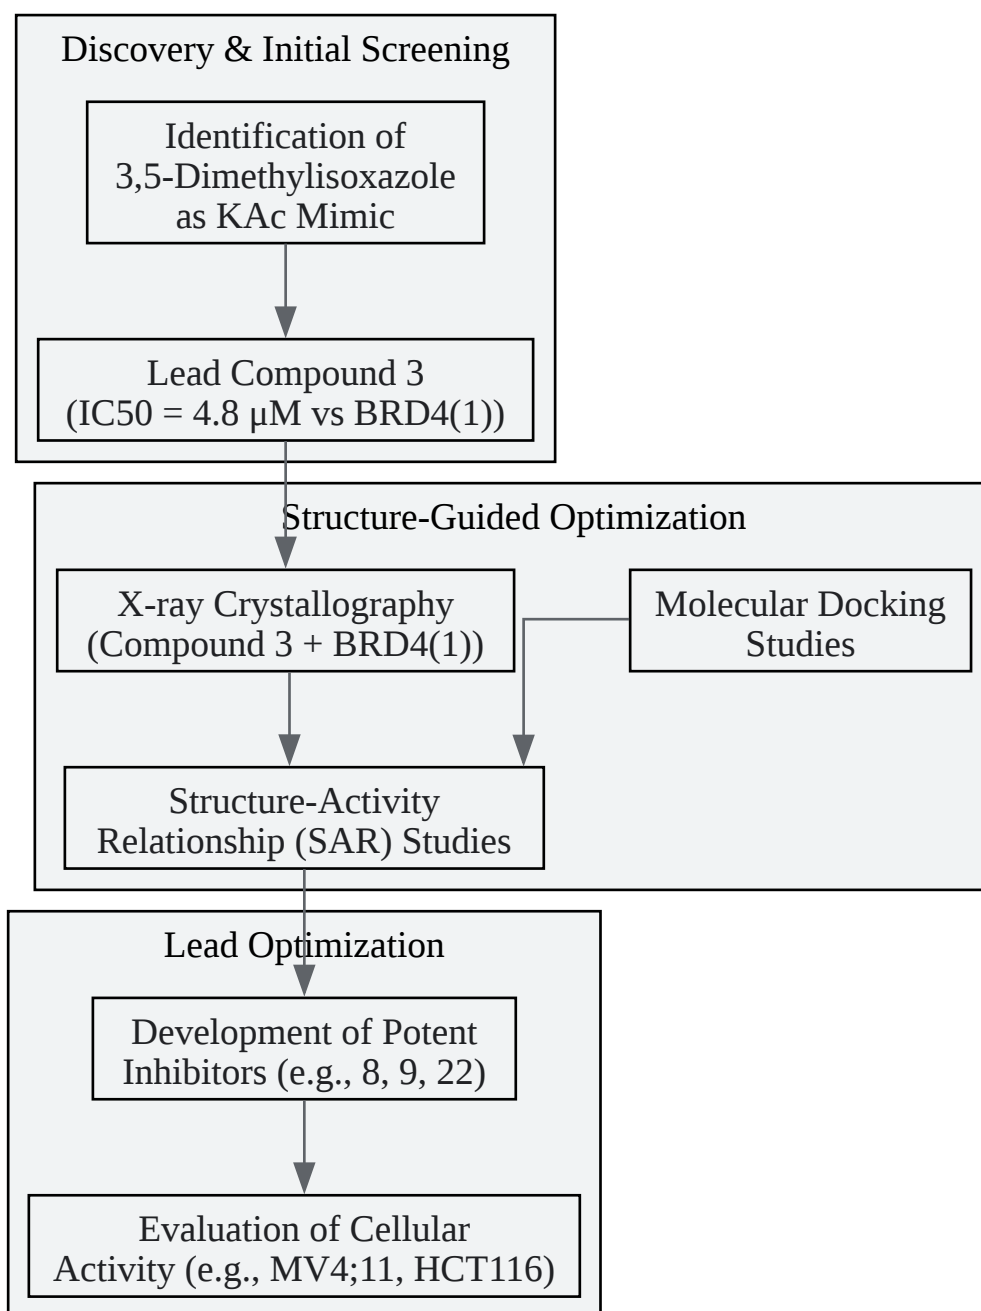 Discovery & Initial Screening
Identification of
3,5-Dimethylisoxazole
as KAc Mimic
Lead Compound 3
(IC50 = 4.8 μM vs BRD4(1))
Structure-Guided Optimization
X-ray Crystallography
(Compound 3 + BRD4(1))
Molecular Docking
Studies
Structure-Activity
Relationship (SAR) Studies
Lead Optimization
Development of Potent
Inhibitors (e.g., 8, 9, 22)
Evaluation of Cellular
Activity (e.g., MV4;11, HCT116)